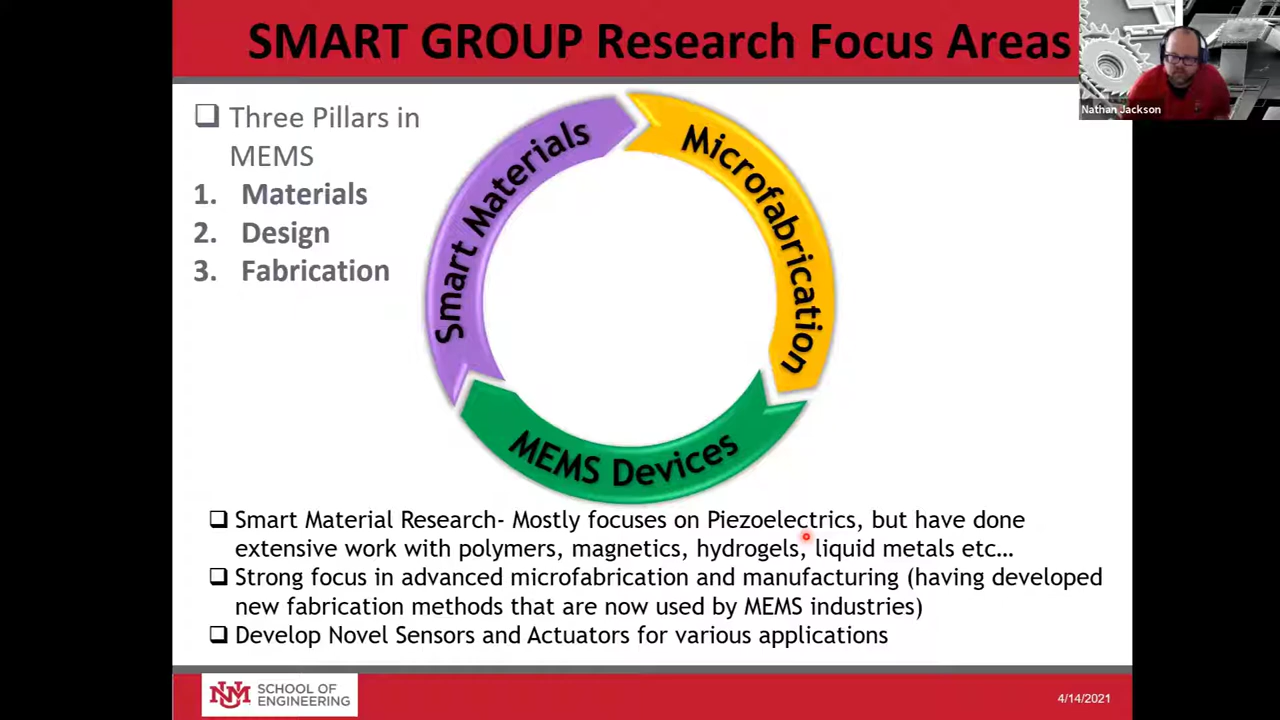 SMART GROUP Research Focus Areas
Nathan Jackson
Three Pillars in
MEMS
1. Materials
2. Design
3. Fabrication
Smart Materials
Microfabrication
MEMS Devices
Smart Material Research- Mostly focuses on Piezoelectrics, but have done
extensive work with polymers, magnetics, hydrogels, liquid metals etc…
Strong focus in advanced microfabrication and manufacturing (having developed
new fabrication methods that are now used by MEMS industries)
Develop Novel Sensors and Actuators for various applications
UNM
SCHOOL OF
ENGINEERING
4/14/2021